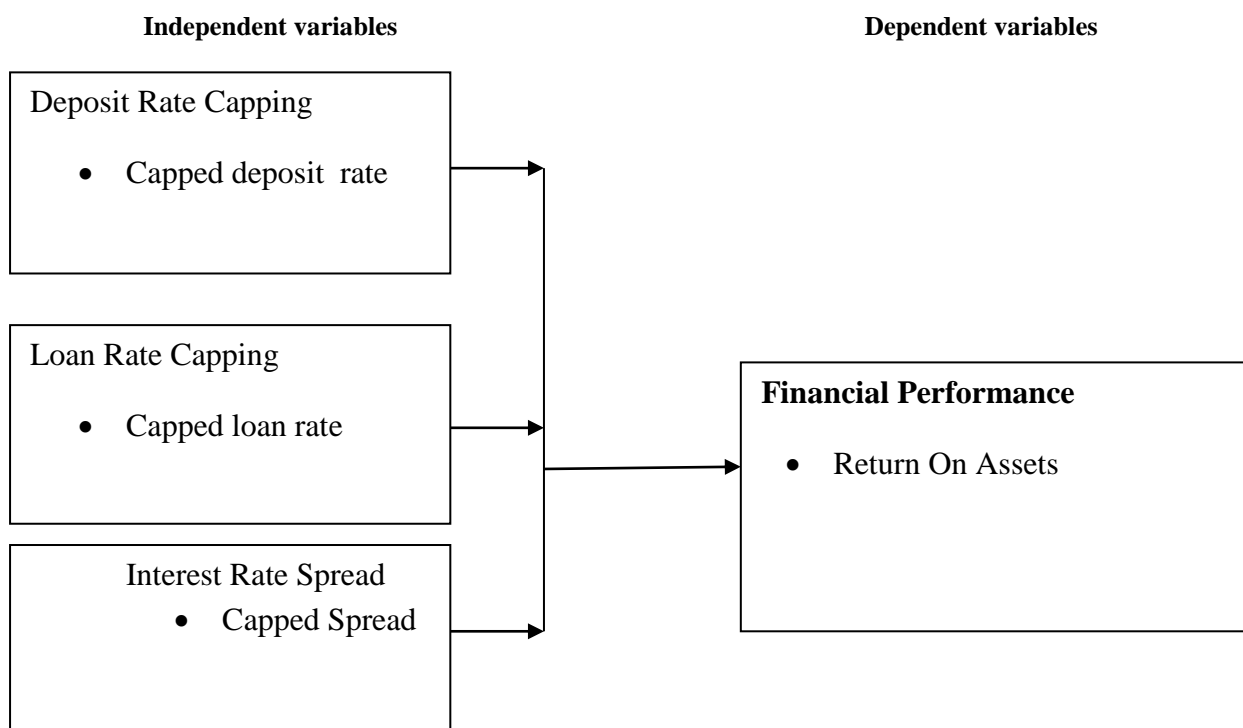 Independent variables
Dependent variables
Deposit Rate Capping
• Capped deposit  rate
Loan Rate Capping
• Capped loan rate
Interest Rate Spread
• Capped Spread
Financial Performance
• Return On Assets